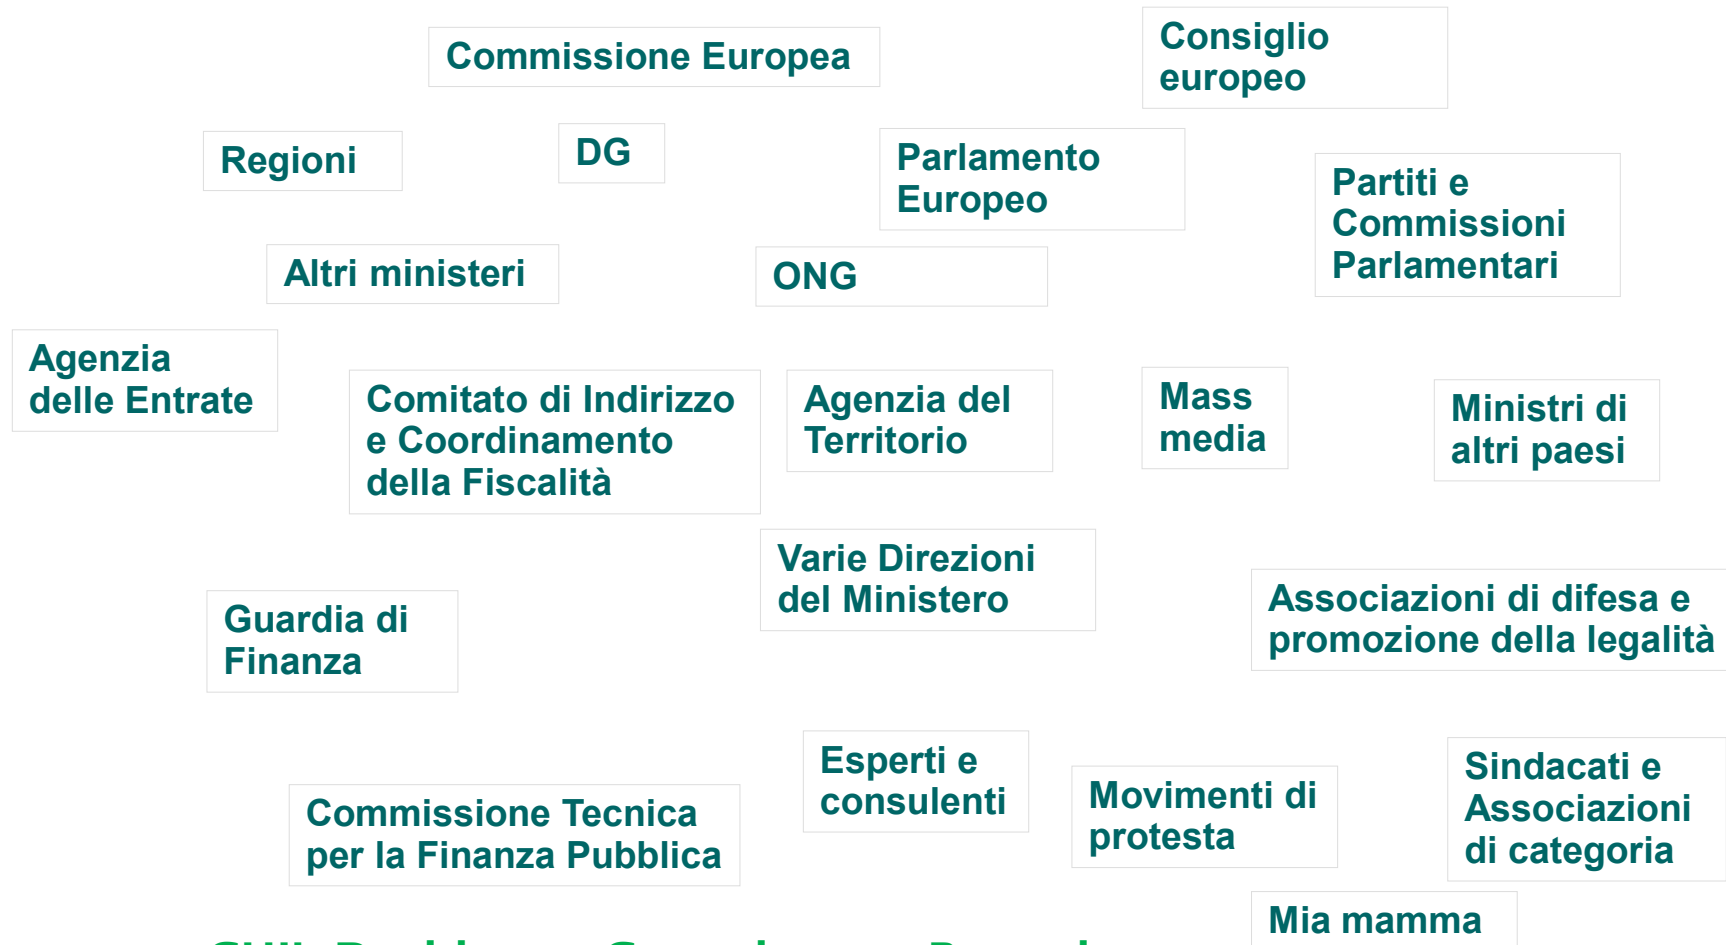 Commissione Europea
Consiglio
europeo
Regioni
DG
Parlamento
Europeo
Partiti e
Commissioni
Parlamentari
Altri ministeri
ONG
Agenzia
delle Entrate
Comitato di Indirizzo
e Coordinamento
della Fiscalità
Agenzia del
Territorio
Mass
media
Ministri di
altri paesi
Varie Direzioni
del Ministero
Guardia di
Finanza
Associazioni di difesa e
promozione della legalità
Esperti e
consulenti
Commissione Tecnica
per la Finanza Pubblica
Movimenti di
protesta
Sindacati e
Associazioni
di categoria
Mia mamma